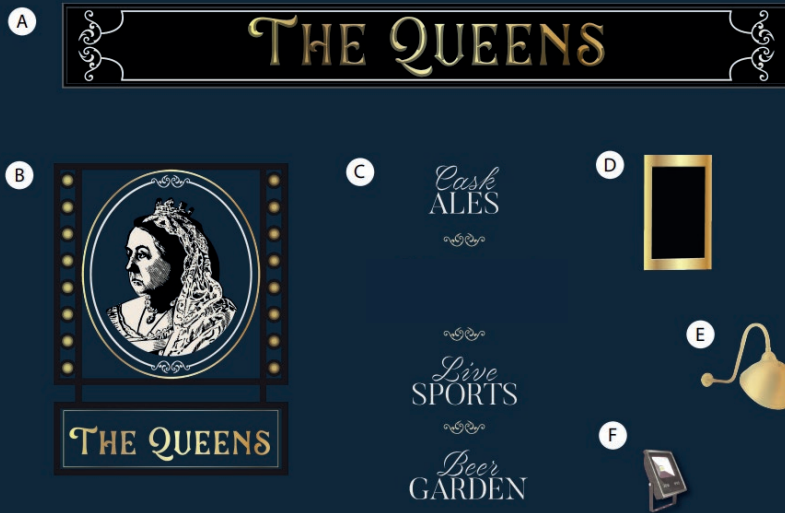 A
THE QUEENS
B
THE QUEENS
C
Cask
ALES
Live
SPORTS
Beer
GARDEN
D
E
F